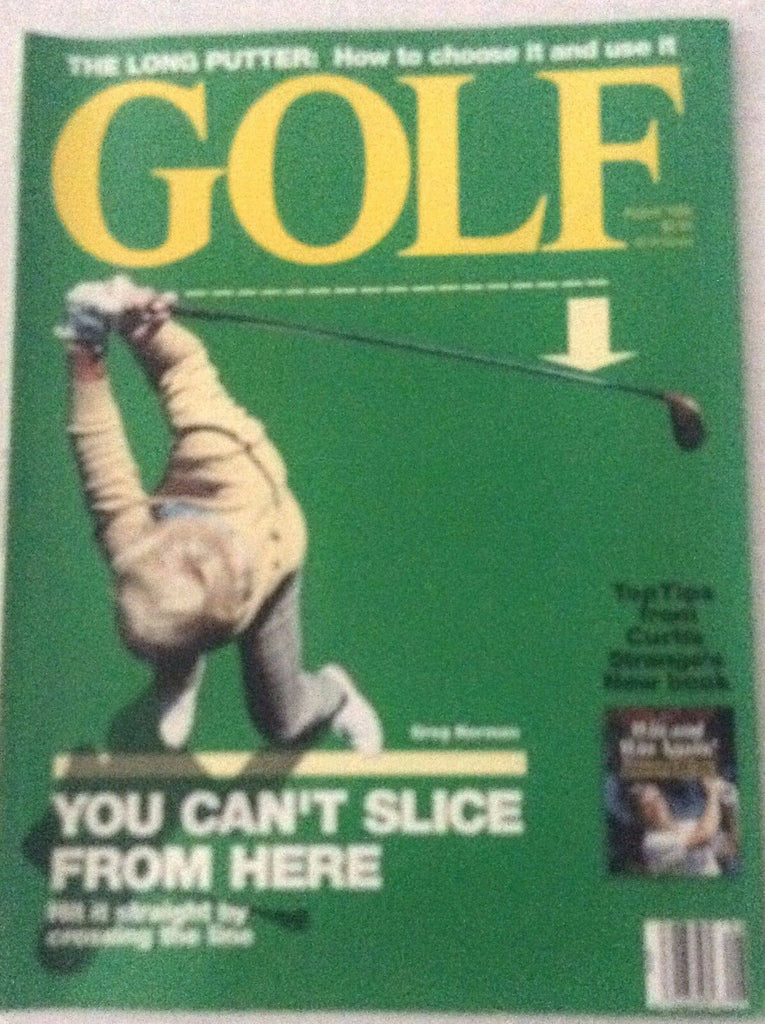 THE LONG PUTTER: How to choose it and use it
GOLF
Top Tips
from
Curtis
Strange's
New book
Greg Norman
YOU CAN'T SLICE
FROM HERE
Hit it straight by
crossing the line